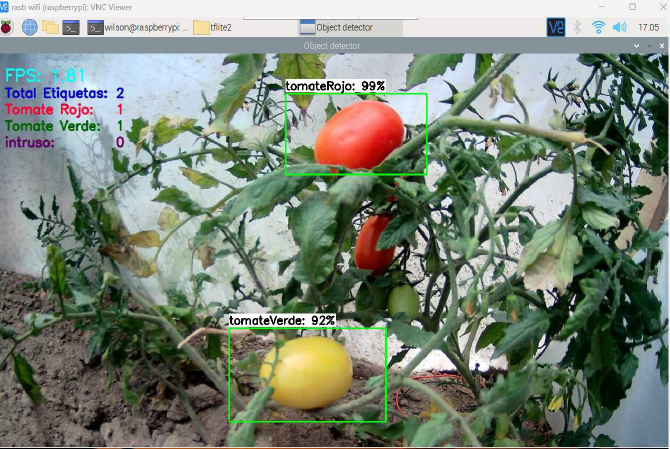 rasb wifi (raspberrypi): VNC Viewer
wilson@raspberrypi: ...
tflite2
Object detector
17:05
Object detector
FPS: 1.81
Total Etiquetas: 2
Tomate Rojo: 1
Tomate Verde: 1
intruso: 0
tomateRojo: 99%
tomateVerde: 92%